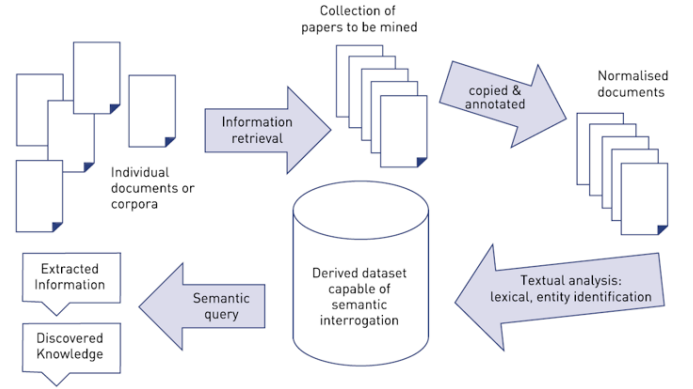 Collection of
papers to be mined
Individual
documents or
corpora
Information
retrieval
copied &
annotated
Normalised
documents
Textual analysis:
lexical, entity identification
Derived dataset
capable of
semantic
interrogation
Semantic
query
Extracted
Information
Discovered
Knowledge